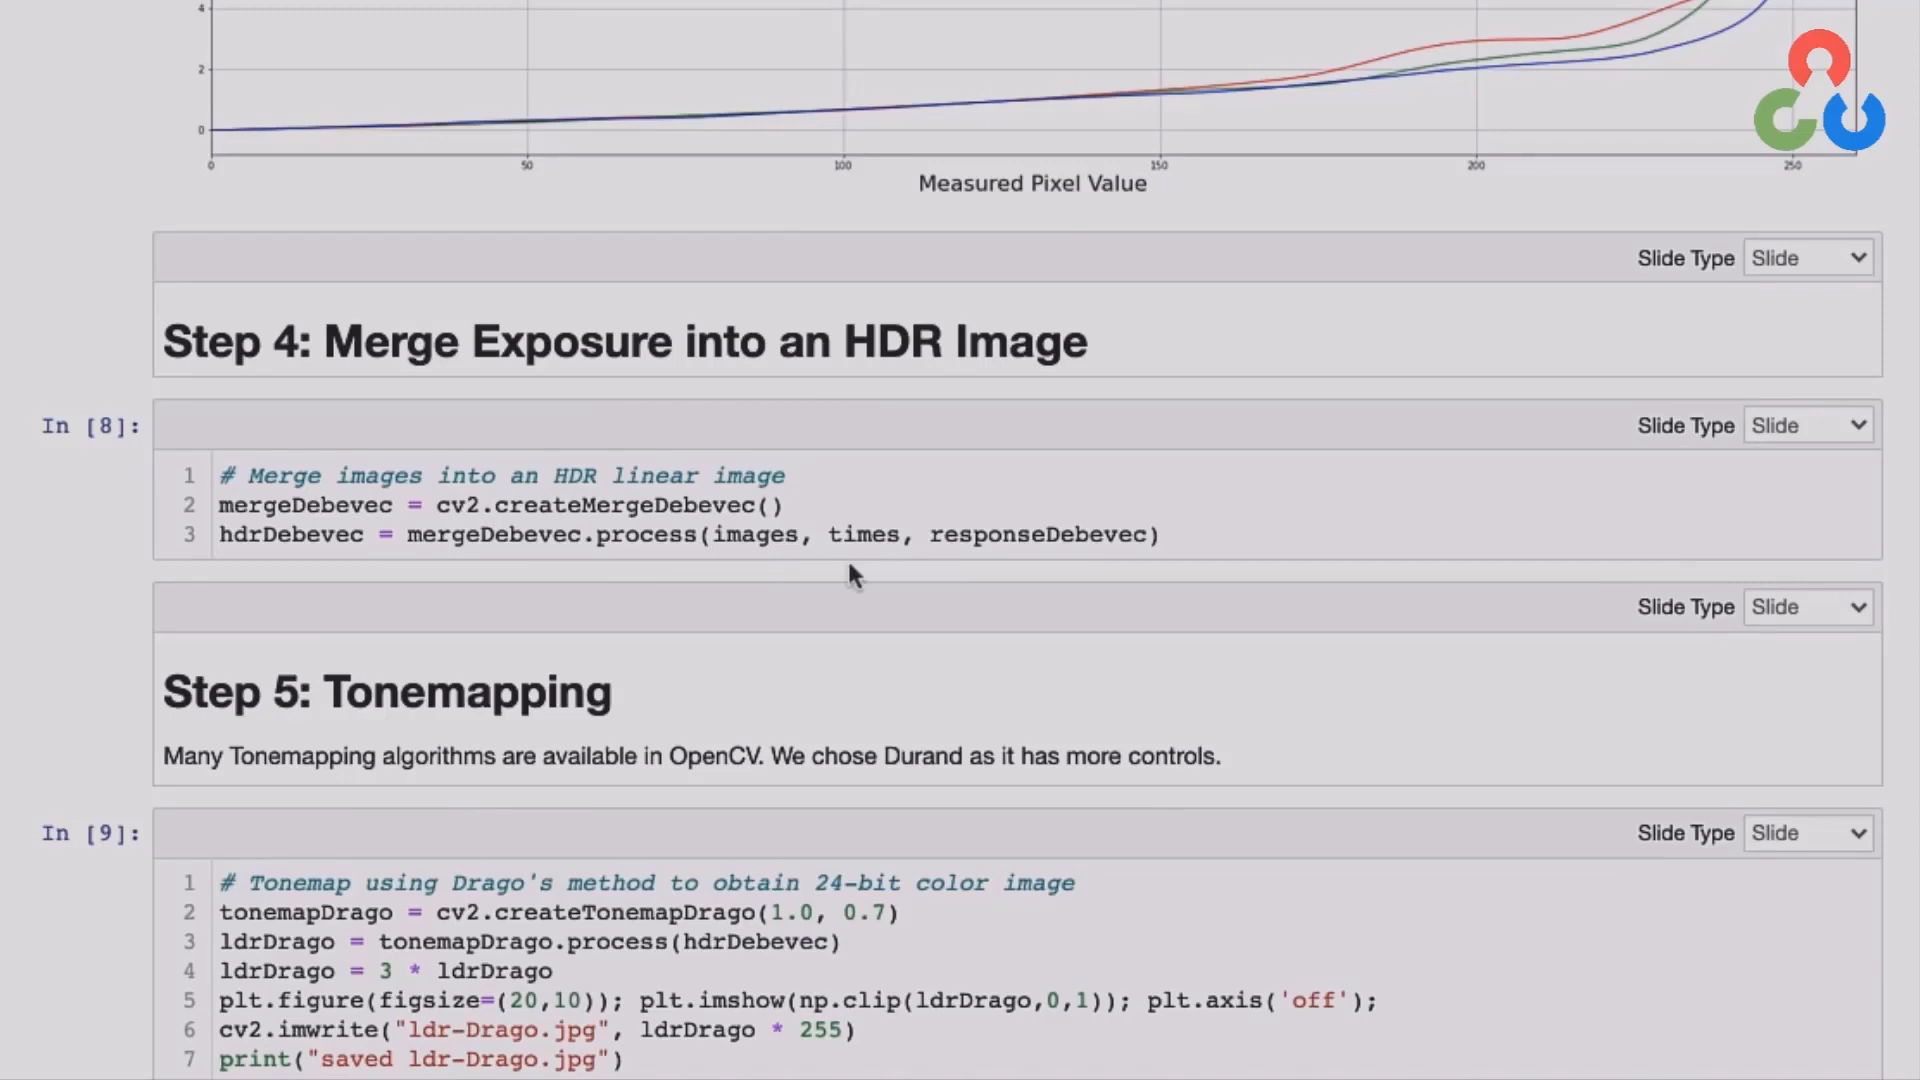 4
2
0
0 50 100 150 200 250
Measured Pixel Value
Slide Type Slide
Step 4: Merge Exposure into an HDR Image
In [8]:
Slide Type Slide
1 # Merge images into an HDR linear image
2 mergeDebevec = cv2.createMergeDebevec()
3 hdrDebevec = mergeDebevec.process(images, times, responseDebevec)
Slide Type Slide
Step 5: Tonemapping
Many Tonemapping algorithms are available in OpenCV. We chose Durand as it has more controls.
In [9]:
Slide Type Slide
1 # Tonemap using Drago's method to obtain 24-bit color image
2 tonemapDrago = cv2.createTonemapDrago(1.0, 0.7)
3 ldrDrago = tonemapDrago.process(hdrDebevec)
4 ldrDrago = 3 * ldrDrago
5 plt.figure(figsize=(20,10)); plt.imshow(np.clip(ldrDrago,0,1)); plt.axis('off');
6 cv2.imwrite("ldr-Drago.jpg", ldrDrago * 255)
7 print("saved ldr-Drago.jpg")